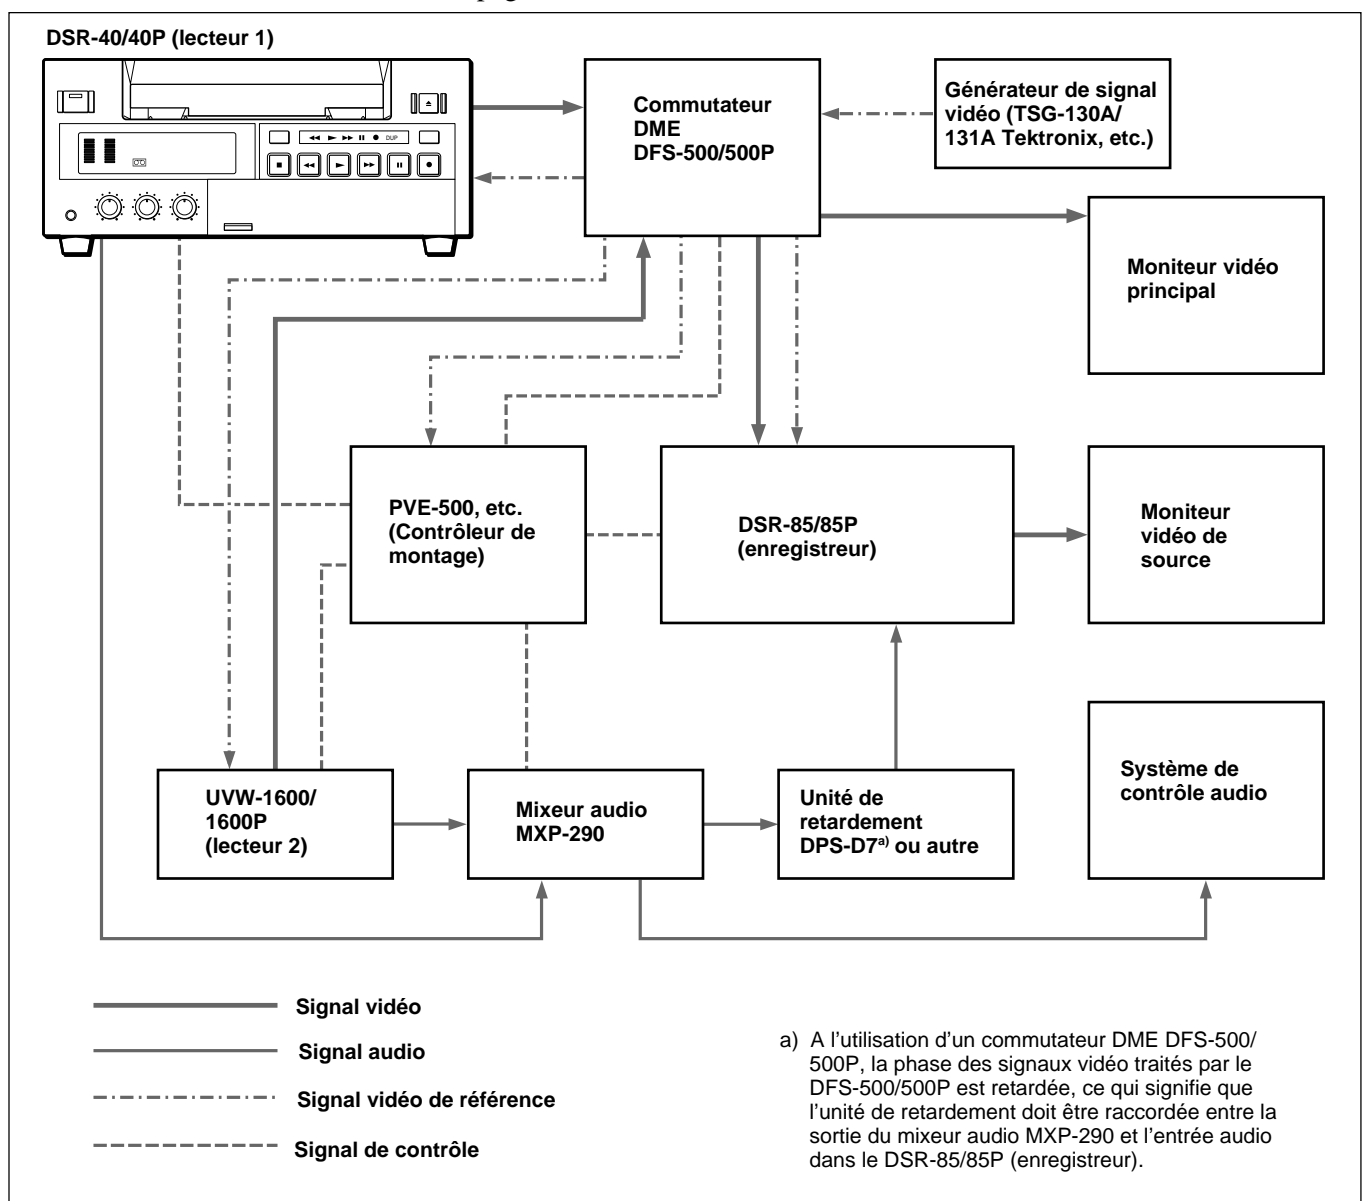 DSR-40/40P (lecteur 1)
DUP
Commutateur
DME
DFS-500/500P
Générateur de signal
vidéo (TSG-130A/
131A Tektronix, etc.)
Moniteur vidéo
principal
PVE-500, etc.
(Contrôleur de
montage)
DSR-85/85P
(enregistreur)
Moniteur
vidéo de
source
UVW-1600/
1600P
(lecteur 2)
Mixeur audio
MXP-290
Unité de
retardement
DPS-D7a) ou autre
Système de
contrôle audio
Signal vidéo
Signal audio
Signal vidéo de référence
Signal de contrôle
a) A l’utilisation d’un commutateur DME DFS-500/
500P, la phase des signaux vidéo traités par le
DFS-500/500P est retardée, ce qui signifie que
l’unité de retardement doit être raccordée entre la
sortie du mixeur audio MXP-290 et l’entrée audio
dans le DSR-85/85P (enregistreur).